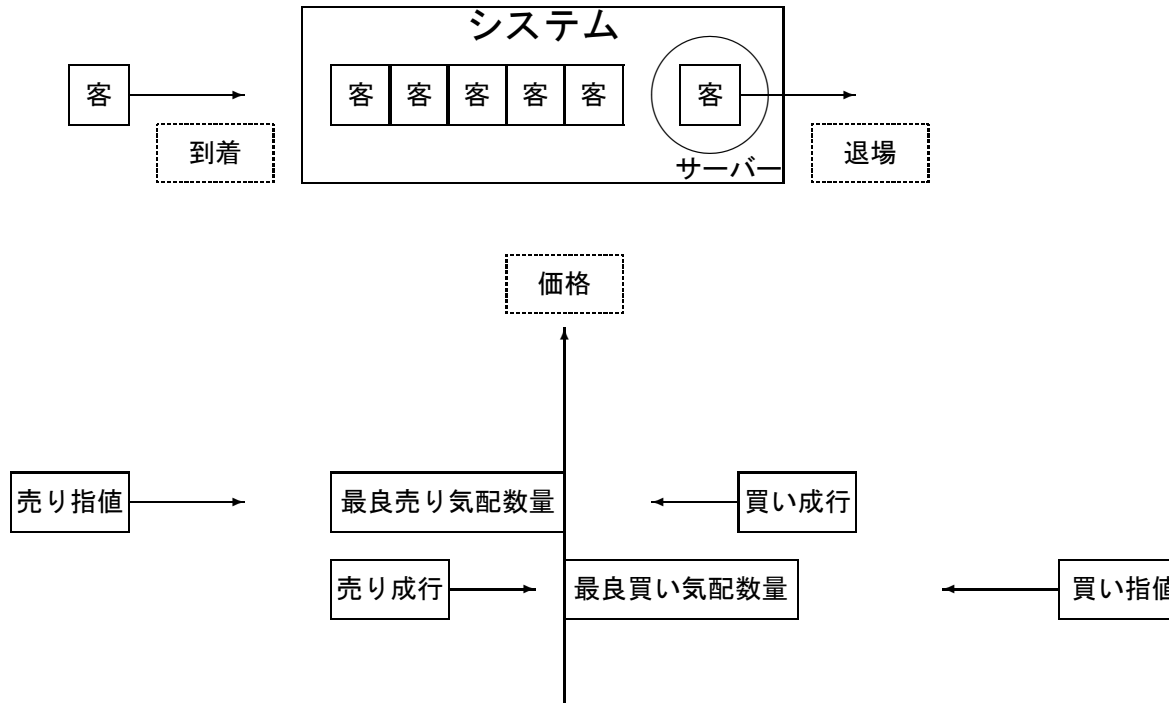 システム
客
客 客 客 客 客
客
到着
サーバー
退場
価格
売り指値
最良売り気配数量
買い成行
売り成行
最良買い気配数量
買い指値